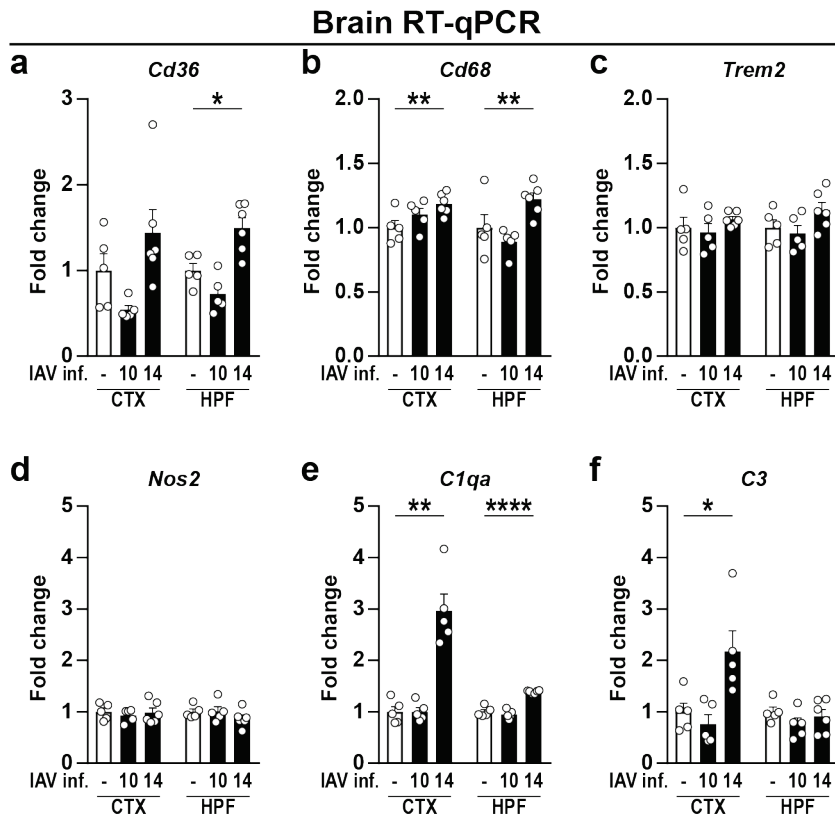 Brain RT-qPCR
a
Cd36
Fold change
3
2
1
0
*
IAV inf. - 10 14 - 10 14
CTX HPF
b
Cd68
Fold change
2.0
1.5
1.0
0.5
0.0
** **
- 10 14 - 10 14
IAV inf.
CTX HPF
c
Trem2
Fold change
2.0
1.5
1.0
0.5
0.0
IAV inf. - 10 14 - 10 14
CTX HPF
d
Nos2
Fold change
5
4
3
2
1
0
IAV inf. - 10 14 - 10 14
CTX HPF
e
C1qa
Fold change
5
4
3
2
1
0
** ****
IAV inf. - 10 14 - 10 14
CTX HPF
f
C3
Fold change
5
4
3
2
1
0
*
IAV inf. - 10 14 - 10 14
CTX HPF